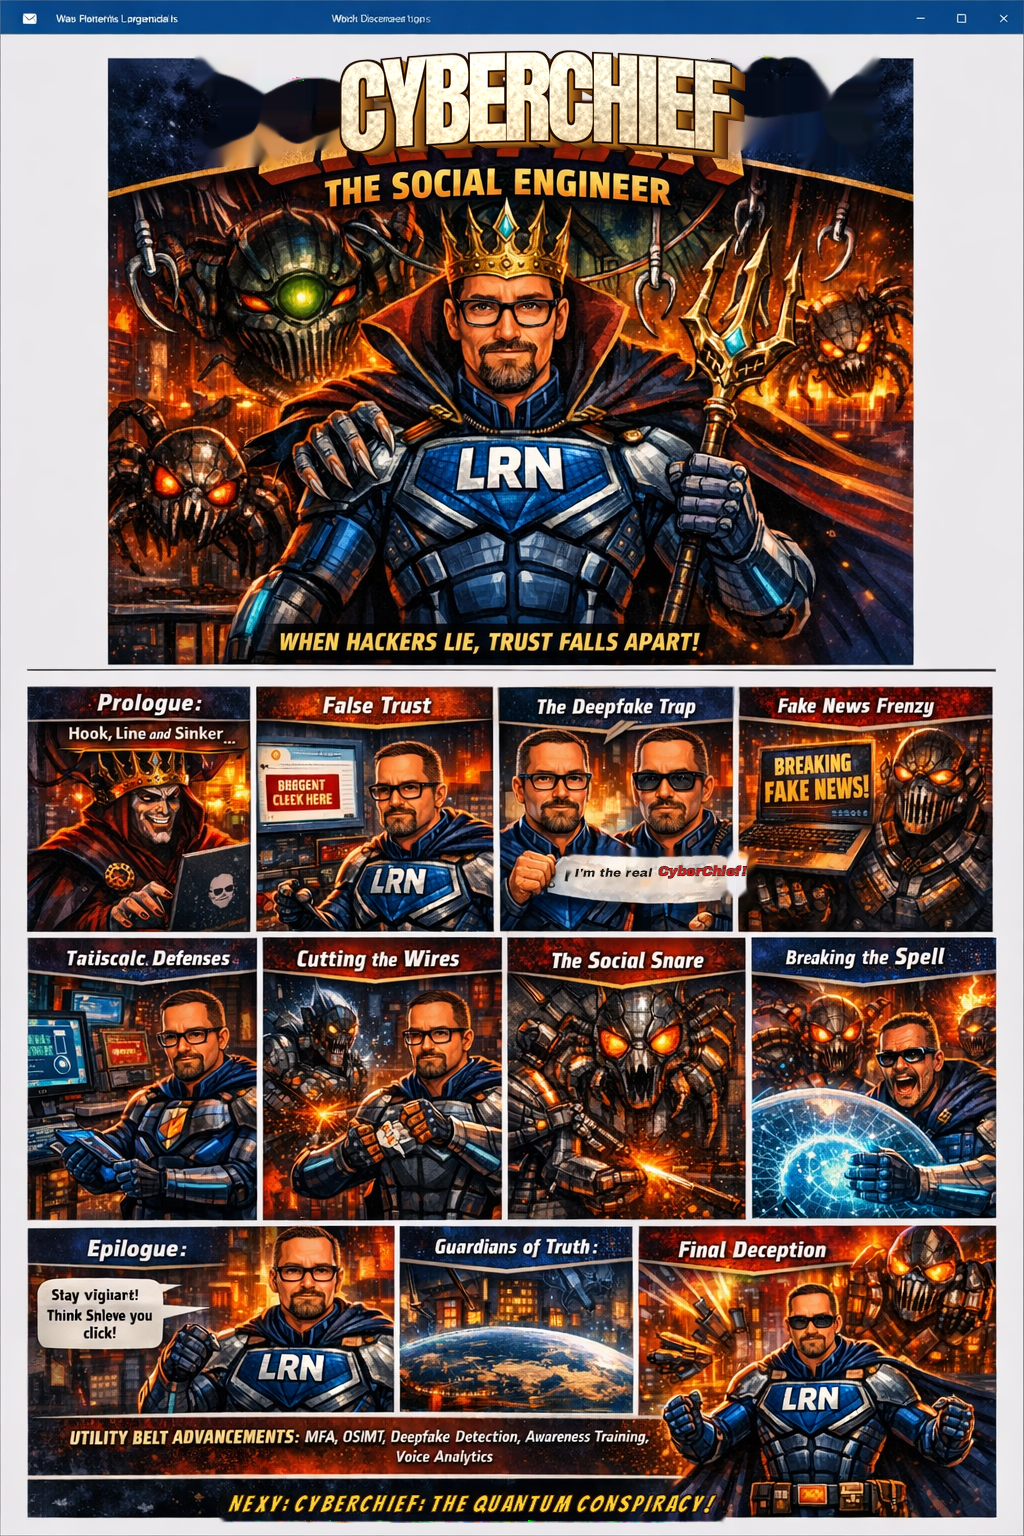 CYBERCHIEF
THE SOCIAL ENGINEER
LRN
WHEN HACKERS LIE, TRUST FALLS APART!
Prologue:
Hook, Line and Sinker...
False Trust
CLEEK HERE
LRN
The Deepfake Trap
I'm the real CyberChief!
Fake News Frenzy
BREAKING
FAKE NEWS!
Tatiscalc. Defenses
Cutting the Wires
The Social Snare
Breaking the Spell
Epilogue:
Stay vigiıart!
Think Shleve you
click!
LRN
Guardians of Truth:
Final Deception
LRN
UTILITY BELT ADVANCEMENTS: MFA, OSIMT, Deepfake Detection, Awareness Training,
Voice Analytics
NEXY: CYBERCHIEF: THE QUANTUM CONSPIRACY!